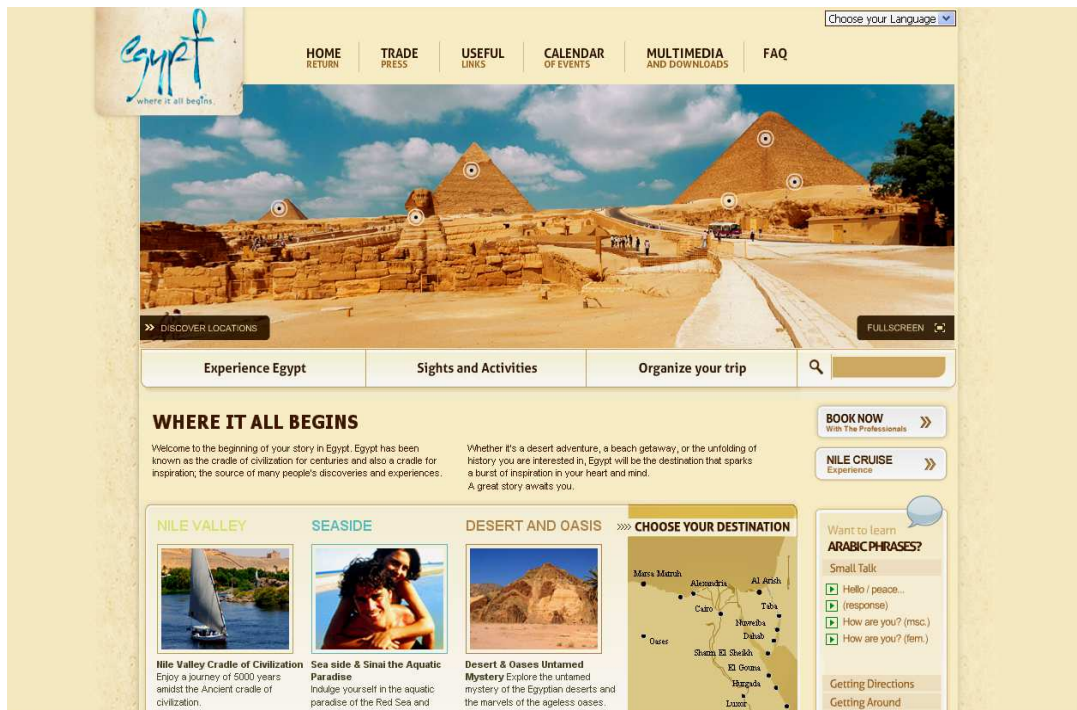 Choose your Language
egypt
where it all begins.
HOME
RETURN
TRADE
PRESS
USEFUL
LINKS
CALENDAR
OF EVENTS
MULTIMEDIA
AND DOWNLOADS
FAQ
DISCOVER LOCATIONS
FULLSCREEN
Experience Egypt
Sights and Activities
Organize your trip
WHERE IT ALL BEGINS
Welcome to the beginning of your story in Egypt. Egypt has been
known as the cradle of civilization for centuries and also a cradle for
inspiration; the source of many people's discoveries and experiences.
Whether it's a desert adventure, a beach getaway, or the unfolding of
history you are interested in, Egypt will be the destination that sparks
a burst of inspiration in your heart and mind.
A great story awaits you.
BOOK NOW
With The Professionals
NILE CRUISE
Experience
NILE VALLEY
Nile Valley Cradle of Civilization
Enjoy a journey of 5000 years
amidst the Ancient cradle of
civilization.
SEASIDE
Sea side & Sinai the Aquatic
Paradise
Indulge yourself in the aquatic
paradise of the Red Sea and
DESERT AND OASIS
Desert & Oases Untamed
Mystery Explore the untamed
mystery of the Egyptian deserts and
the marvels of the ageless oases.
CHOOSE YOUR DESTINATION
Marsa Matruh
Alexandria
Al Arish
Cairo
Taba
Nuweiba
Oases
Dahab
Sharm El Sheikh
El Gouna
Hurgada
Luxor
Want to learn
ARABIC PHRASES?
Small Talk
Hello / peace...
(response)
How are you? (msc.)
How are you? (fem.)
Getting Directions
Getting Around